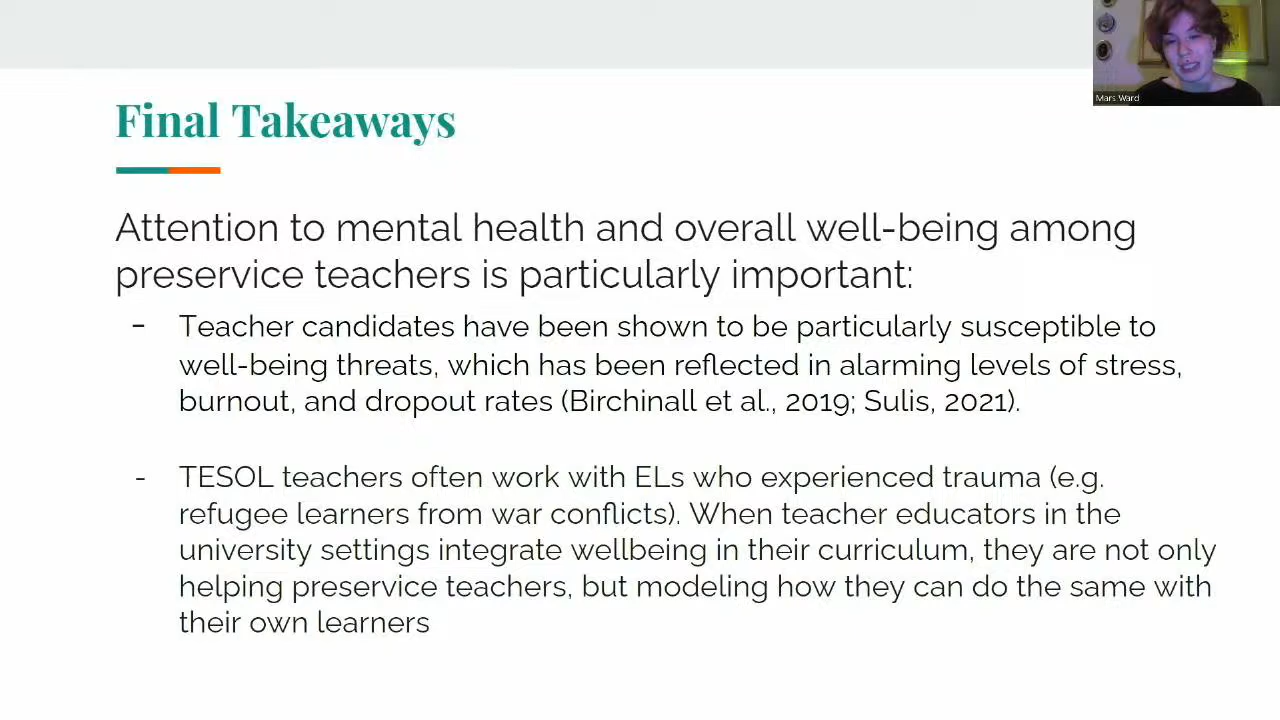 Mars Ward
Final Takeaways
Attention to mental health and overall well-being among
preservice teachers is particularly important:
- Teacher candidates have been shown to be particularly susceptible to
well-being threats, which has been reflected in alarming levels of stress,
burnout, and dropout rates (Birchinall et al., 2019; Sulis, 2021).
- TESOL teachers often work with ELs who experienced trauma (e.g.
refugee learners from war conflicts). When teacher educators in the
university settings integrate wellbeing in their curriculum, they are not only
helping preservice teachers, but modeling how they can do the same with
their own learners